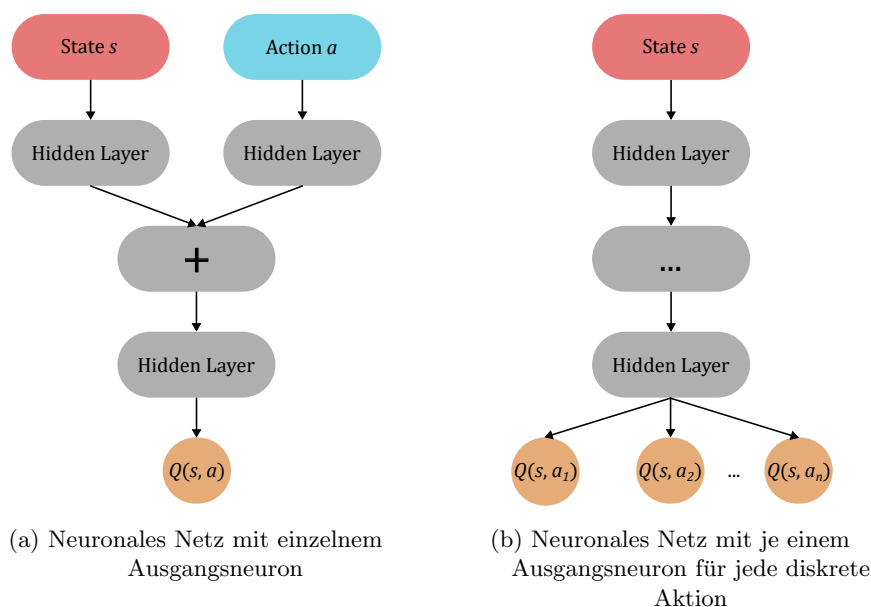 State s
Action a
Hidden Layer
Hidden Layer
+
Hidden Layer
Q(s, a)
(a) Neuronales Netz mit einzelnem
Ausgangsneuron
State s
Hidden Layer
...
Hidden Layer
Q(s, a₁)
Q(s, a₂)
...
Q(s, aₙ)
(b) Neuronales Netz mit je einem
Ausgangsneuron für jede diskrete
Aktion